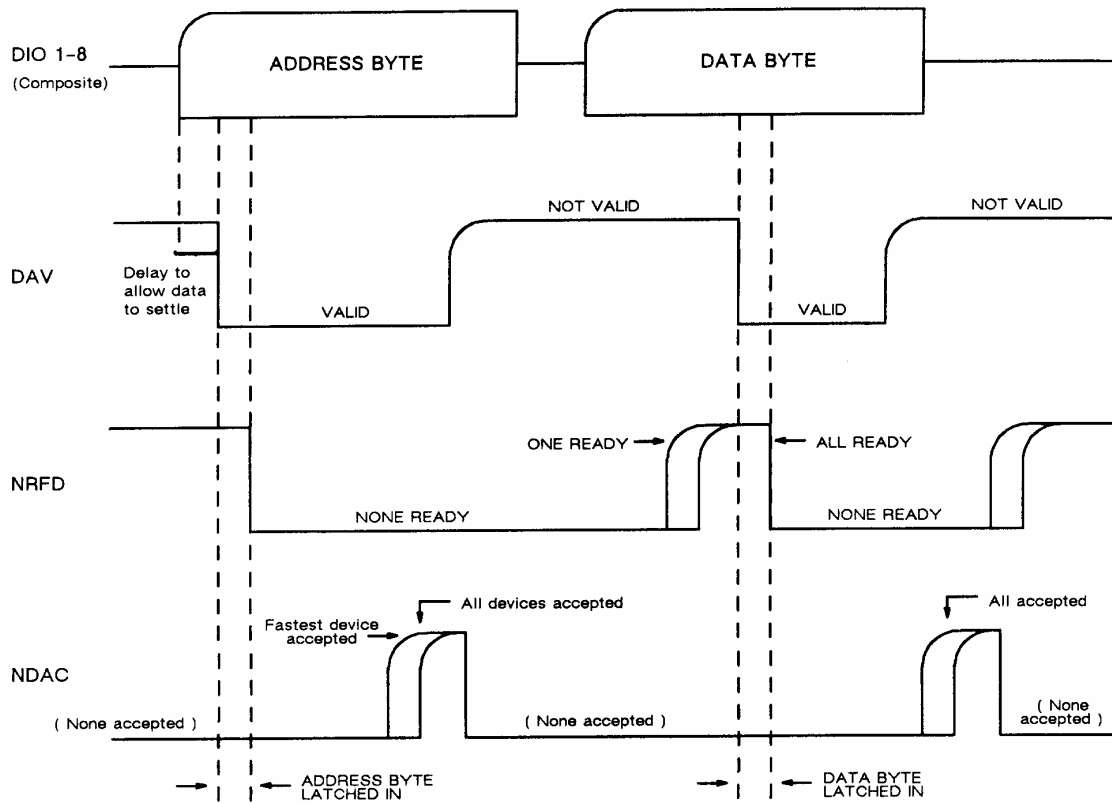 DIO 1-8
(Composite)
ADDRESS BYTE
DATA BYTE
DAV
Delay to
allow data
to settle
VALID
NOT VALID
VALID
NOT VALID
NRFD
NONE READY
ONE READY
ALL READY
NONE READY
NDAC
( None accepted )
Fastest device
accepted
All devices accepted
(None accepted)
All accepted
( None
accepted )
ADDRESS BYTE
LATCHED IN
DATA BYTE
LATCHED IN